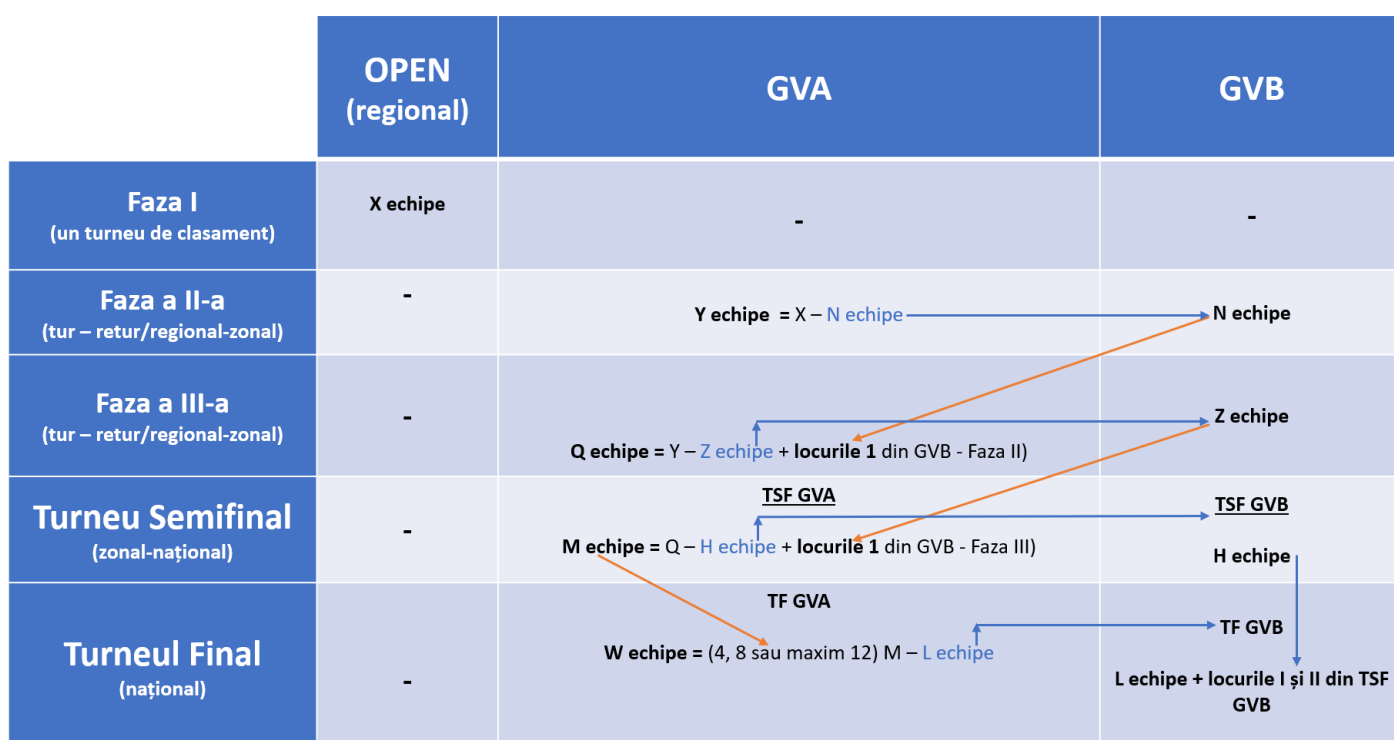 OPEN
(regional)
GVA
GVB
Faza I
(un turneu de clasament)
X echipe
-
-
Faza a II-a
(tur – retur/regional-zonal)
-
Y echipe = X – N echipe
N echipe
Faza a III-a
(tur – retur/regional-zonal)
-
Z echipe
Q echipe = Y – Z echipe + locurile 1 din GVB - Faza II)
Turneu Semifinal
(zonal-național)
-
TSF GVA
M echipe = Q – H echipe + locurile 1 din GVB - Faza III)
TSF GVB
H echipe
Turneul Final
(național)
-
TF GVA
W echipe = (4, 8 sau maxim 12) M – L echipe
TF GVB
L echipe + locurile I și II din TSF
GVB